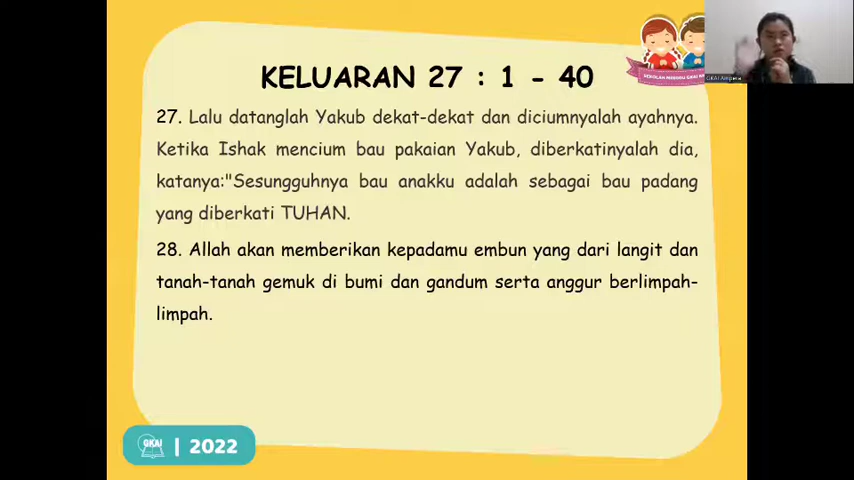 KELUARAN 27 : 1 - 40
27. Lalu datanglah Yakub dekat-dekat dan diciumnyalah ayahnya.
Ketika Ishak mencium bau pakaian Yakub, diberkatinyalah dia,
katanya:"Sesungguhnya bau anakku adalah sebagai bau padang
yang diberkati TUHAN.
28. Allah akan memberikan kepadamu embun yang dari langit dan
tanah-tanah gemuk di bumi dan gandum serta anggur berlimpah-
limpah.
GKAI | 2022